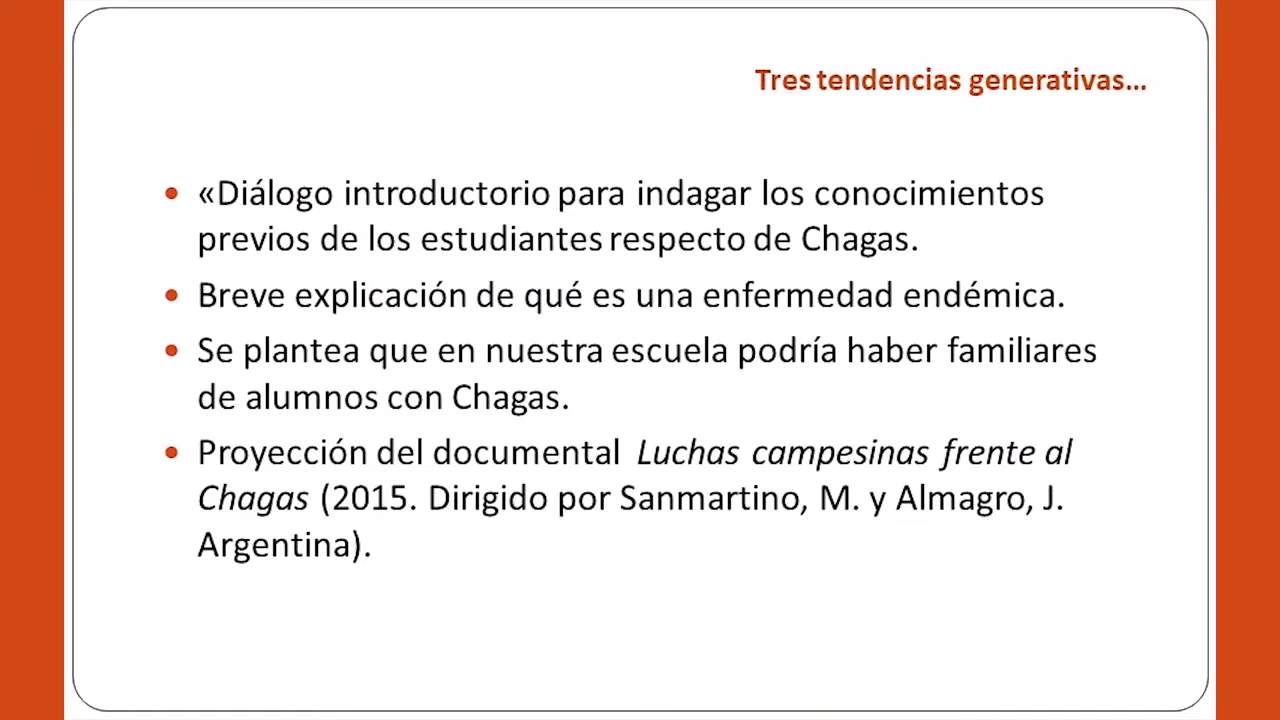 Tres tendencias generativas...
• «Diálogo introductorio para indagar los conocimientos
previos de los estudiantes respecto de Chagas.
• Breve explicación de qué es una enfermedad endémica.
• Se plantea que en nuestra escuela podría haber familiares
de alumnos con Chagas.
• Proyección del documental Luchas campesinas frente al
Chagas (2015. Dirigido por Sanmartino, M. y Almagro, J.
Argentina).